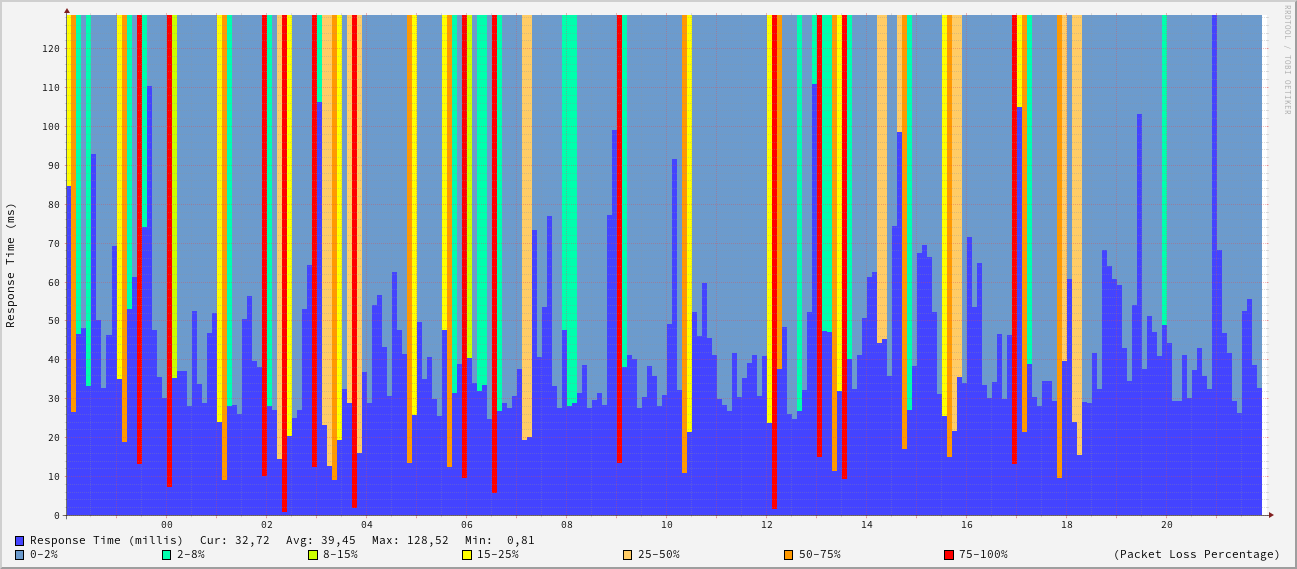 RRDTOOL / TOBI OETIKER
Response Time (ms)
120
110
100
90
80
70
60
50
40
30
20
10
0
00 02 04 06 08 10 12 14 16 18 20
Response Time (millis) Cur: 32,72 Avg: 39,45 Max: 128,52 Min: 0,81
0-2% 2-8% 8-15% 15-25% 25-50% 50-75% 75-100% (Packet Loss Percentage)